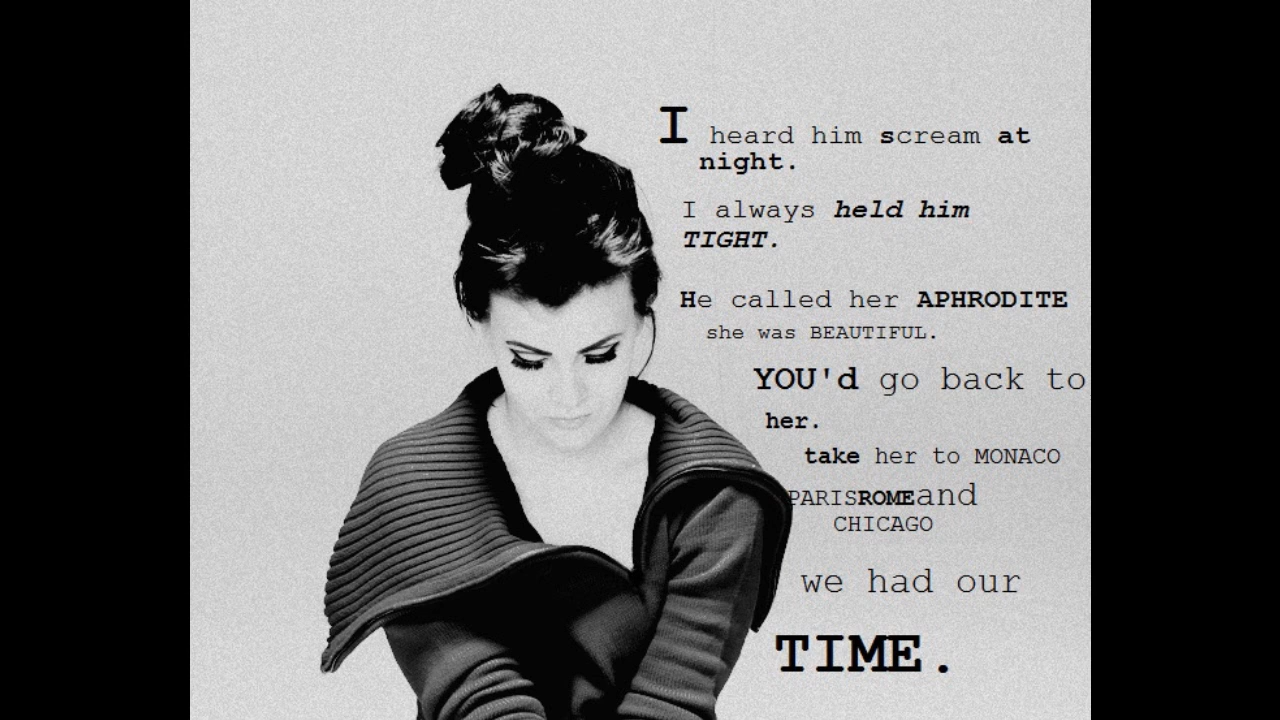 I heard him scream at
night.
I always held him
TIGHT.
He called her APHRODITE
she was BEAUTIFUL.
YOU'd go back to
her.
take her to MONACO
PARISROMEand
CHICAGO
we had our
TIME.